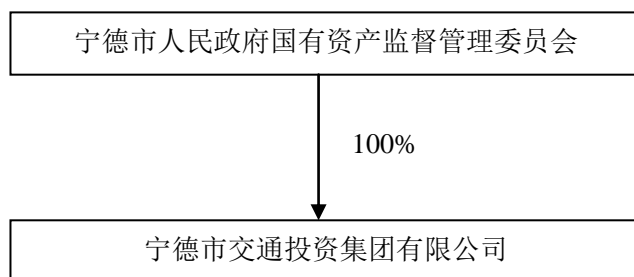 宁德市人民政府国有资产监督管理委员会
100%
宁德市交通投资集团有限公司